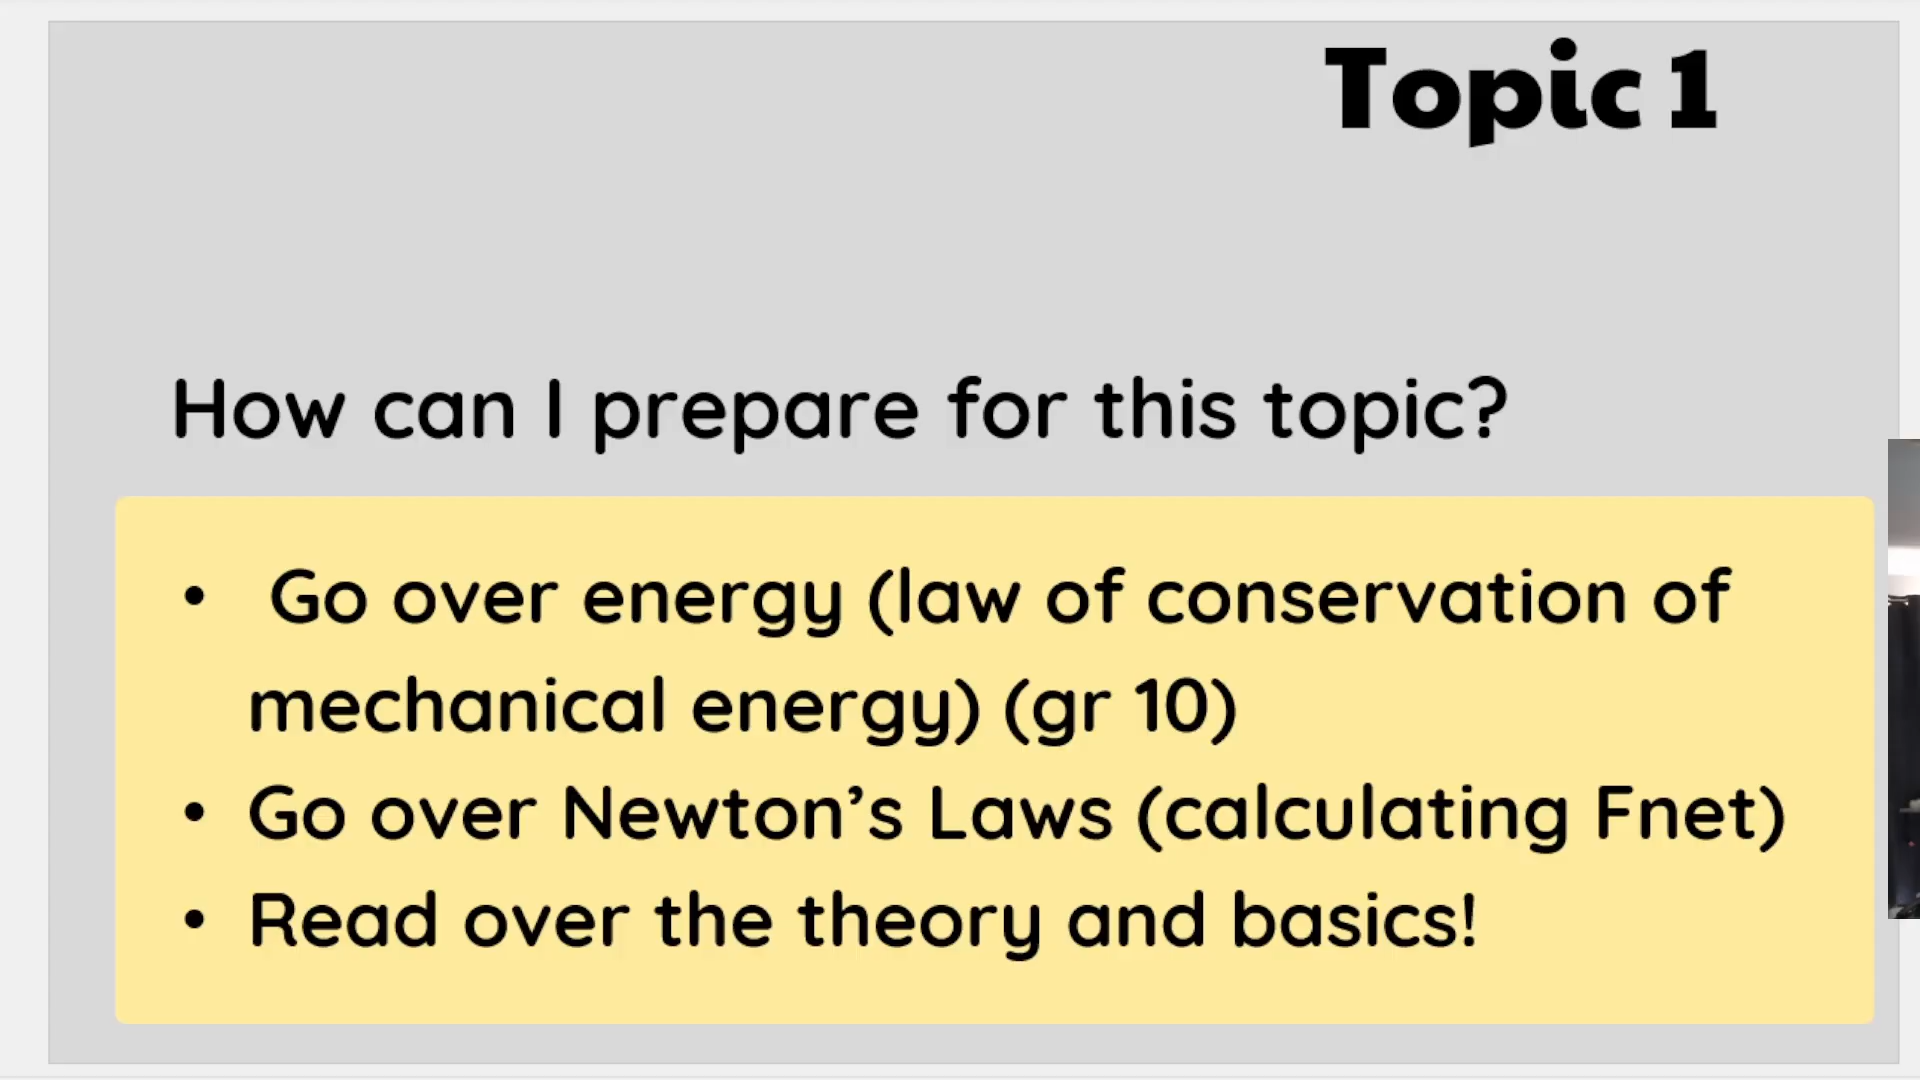 Topic 1
How can I prepare for this topic?
• Go over energy (law of conservation of
mechanical energy) (gr 10)
• Go over Newton’s Laws (calculating Fnet)
• Read over the theory and basics!